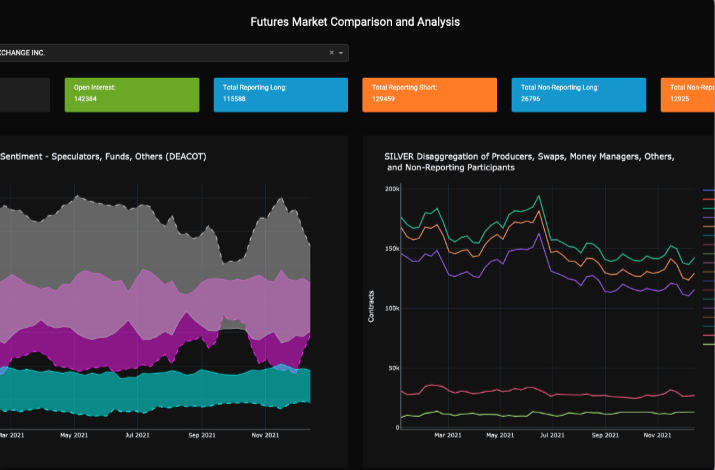 Futures Market Comparison and Analysis
XCHANGE INC.
Open Interest:
142384
Total Reporting Long:
115588
Total Reporting Short:
129459
Total Non-Reporting Long:
26796
Total Non-Repo
12925
Sentiment - Speculators, Funds, Others (DEACOT)
Mar 2021
May 2021
Jul 2021
Sep 2021
Nov 2021
SILVER Disaggregation of Producers, Swaps, Money Managers, Others,
and Non-Reporting Participants
Contracts
200k
150k
100k
50k
0
Mar 2021
May 2021
Jul 2021
Sep 2021
Nov 2021